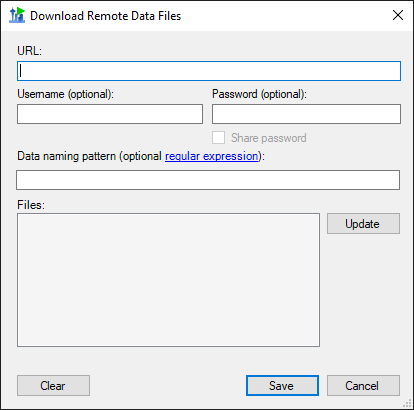 Download Remote Data Files
URL:
Username (optional): Password (optional):
Share password
Data naming pattern (optional regular expression):
Files:
Update
Clear Save Cancel